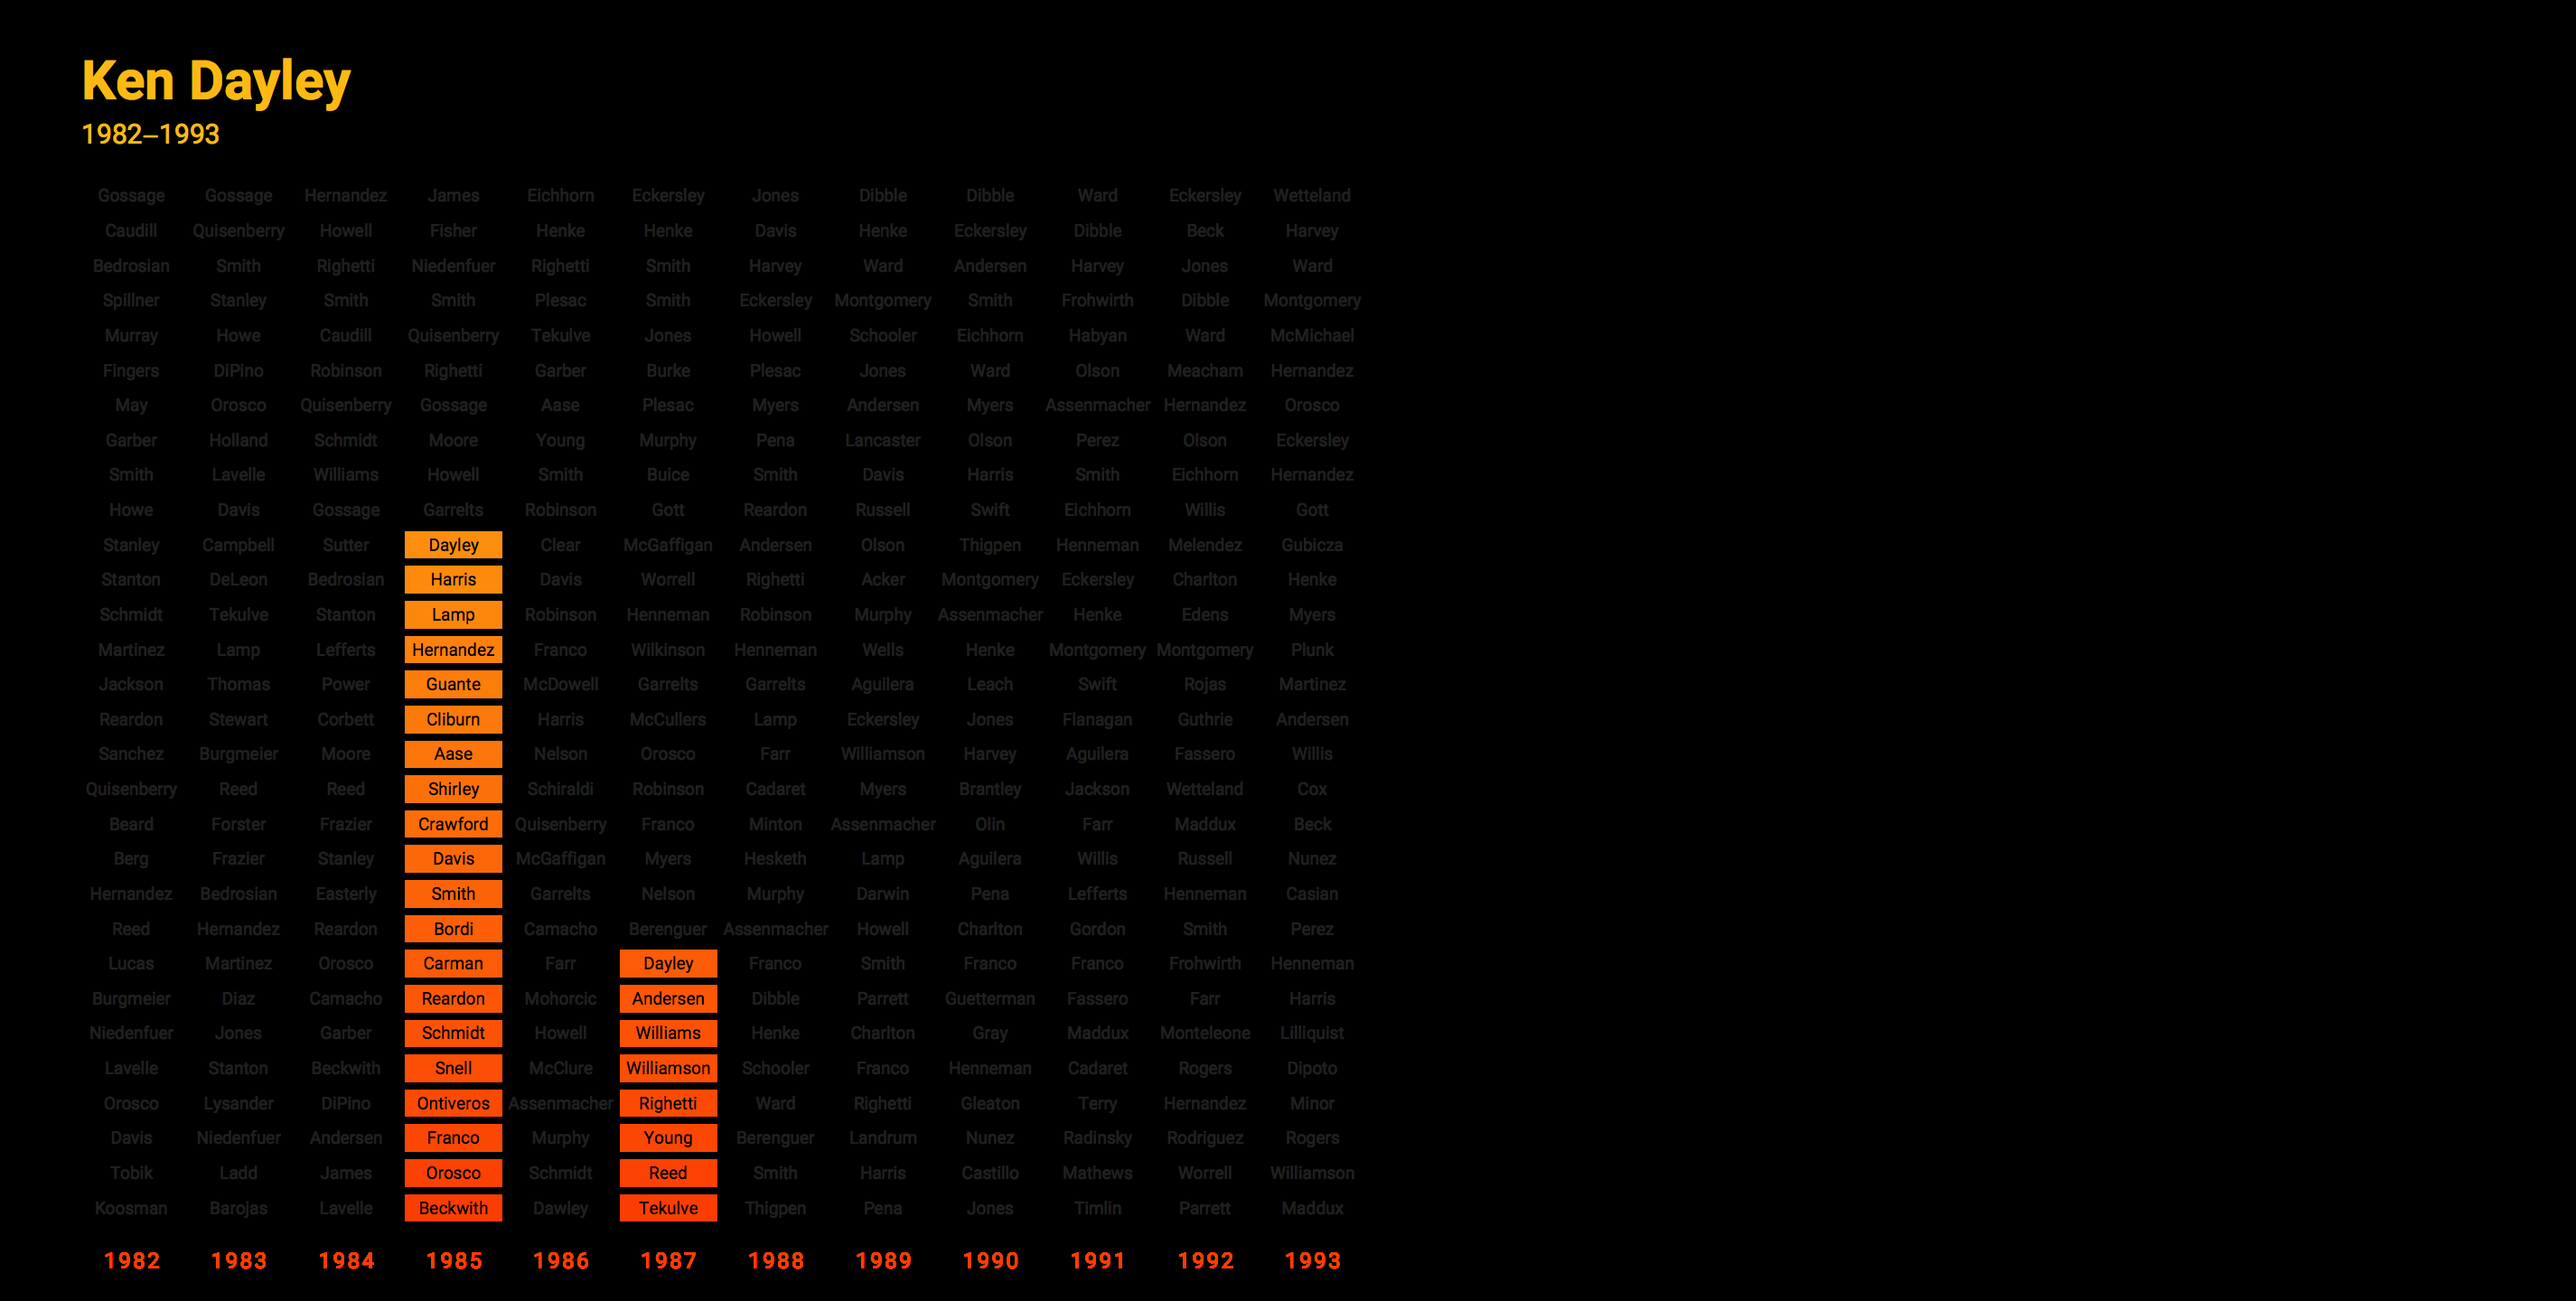 Ken Dayley
1982–1993
Gossage Gossage Hernandez James Eichhorn Eckersley Jones Dibble Dibble Ward Eckersley Wetteland
Caudill Quisenberry Howell Fisher Henke Henke Davis Henke Eckersley Dibble Beck Harvey
Bedrosian Smith Righetti Niedenfuer Righetti Smith Harvey Ward Andersen Harvey Jones Ward
Spillner Stanley Smith Smith Plesac Smith Eckersley Montgomery Smith Frohwirth Dibble Montgomery
Murray Howe Caudill Quisenberry Tekulve Jones Howell Schooler Eichhorn Habyan Ward McMichael
Fingers DiPino Robinson Righetti Garber Burke Plesac Jones Ward Olson Meacham Hernandez
May Orosco Quisenberry Gossage Aase Plesac Myers Andersen Myers Assenmacher Hernandez Orosco
Garber Holland Schmidt Moore Young Murphy Pena Lancaster Olson Perez Olson Eckersley
Smith Lavelle Williams Howell Smith Buice Smith Davis Harris Smith Eichhorn Hernandez
Howe Davis Gossage Garrelts Robinson Gott Reardon Russell Swift Eichhorn Willis Gott
Stanley Campbell Sutter Dayley Clear McGaffigan Andersen Olson Thigpen Henneman Melendez Gubicza
Stanton DeLeon Bedrosian Harris Davis Worrell Righetti Acker Montgomery Eckersley Charlton Henke
Schmidt Tekulve Stanton Lamp Robinson Henneman Robinson Murphy Assenmacher Henke Edens Myers
Martinez Lamp Lefferts Hernandez Franco Wilkinson Henneman Wells Henke Montgomery Montgomery Plunk
Jackson Thomas Power Guante McDowell Garrelts Garrelts Aguilera Leach Swift Rojas Martinez
Reardon Stewart Corbett Cliburn Harris McCullers Lamp Eckersley Jones Flanagan Guthrie Andersen
Sanchez Burgmeier Moore Aase Nelson Orosco Farr Williamson Harvey Aguilera Fassero Willis
Quisenberry Reed Reed Shirley Schiraldi Robinson Cadaret Myers Brantley Jackson Wetteland Cox
Beard Forster Frazier Crawford Quisenberry Franco Minton Assenmacher Olin Farr Maddux Beck
Berg Frazier Stanley Davis McGaffigan Myers Hesketh Lamp Aguilera Willis Russell Nunez
Hernandez Bedrosian Easterly Smith Garrelts Nelson Murphy Darwin Pena Lefferts Henneman Casian
Reed Hernandez Reardon Bordi Camacho Berenguer Assenmacher Howell Charlton Gordon Smith Perez
Lucas Martinez Orosco Carman Farr Dayley Franco Smith Franco Franco Frohwirth Henneman
Burgmeier Diaz Camacho Reardon Mohorcic Andersen Dibble Parrett Guetterman Fassero Farr Harris
Niedenfuer Jones Garber Schmidt Howell Williams Henke Charlton Gray Maddux Monteleone Lilliquist
Lavelle Stanton Beckwith Snell McClure Williamson Schooler Franco Henneman Cadaret Rogers Dipoto
Orosco Lysander DiPino Ontiveros Assenmacher Righetti Ward Righetti Gleaton Terry Hernandez Minor
Davis Niedenfuer Andersen Franco Murphy Young Berenguer Landrum Nunez Radinsky Rodriguez Rogers
Tobik Ladd James Orosco Schmidt Reed Smith Harris Castillo Mathews Worrell Williamson
Koosman Barojas Lavelle Beckwith Dawley Tekulve Thigpen Pena Jones Timlin Parrett Maddux
1982 1983 1984 1985 1986 1987 1988 1989 1990 1991 1992 1993